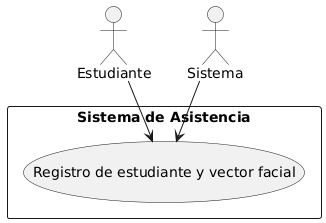 Estudiante
Sistema
Sistema de Asistencia
Registro de estudiante y vector facial